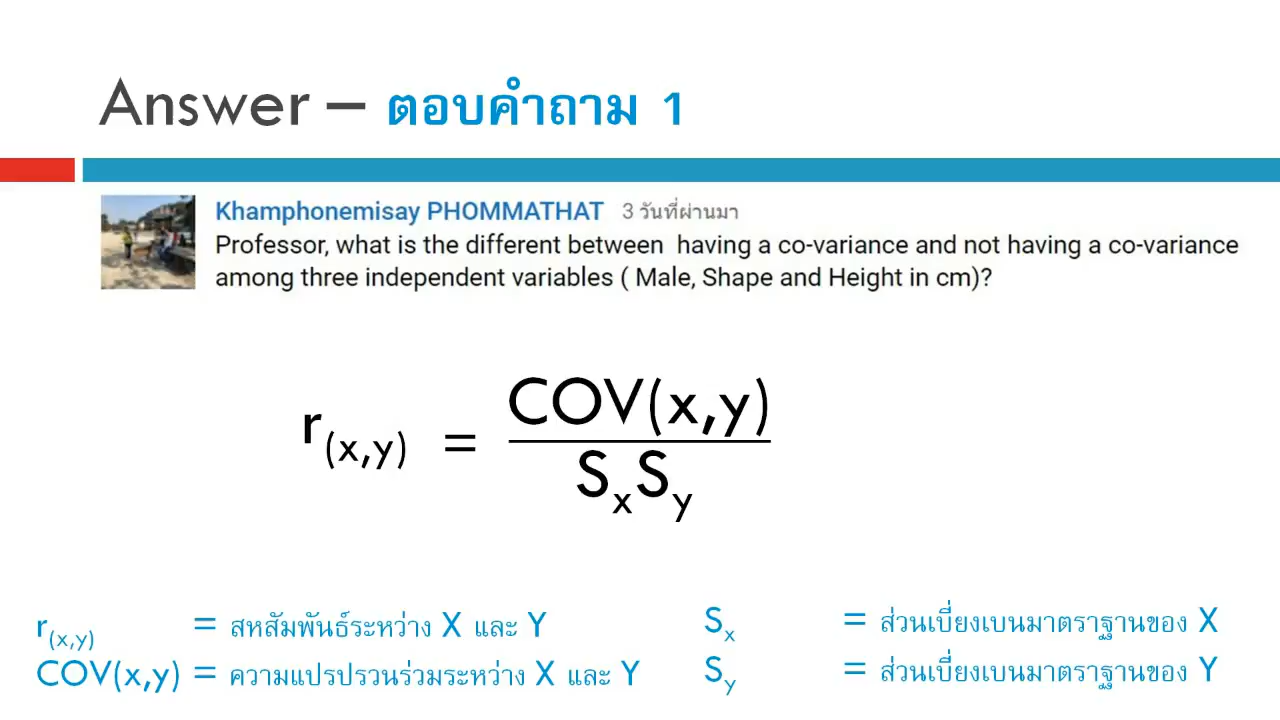 Answer – ตอบคำถาม 1
Khamphonemisay PHOMMATHAT 3 วันที่ผ่านมา
Professor, what is the different between having a co-variance and not having a co-variance
among three independent variables ( Male, Shape and Height in cm)?
r(x,y) = COV(x,y)
SxSy
r(x,y) = สหสัมพันธ์ระหว่าง X และ Y
COV(x,y) = ความแปรปรวนร่วมระหว่าง X และ Y
Sx = ส่วนเบี่ยงเบนมาตราฐานของ X
Sy = ส่วนเบี่ยงเบนมาตราฐานของ Y